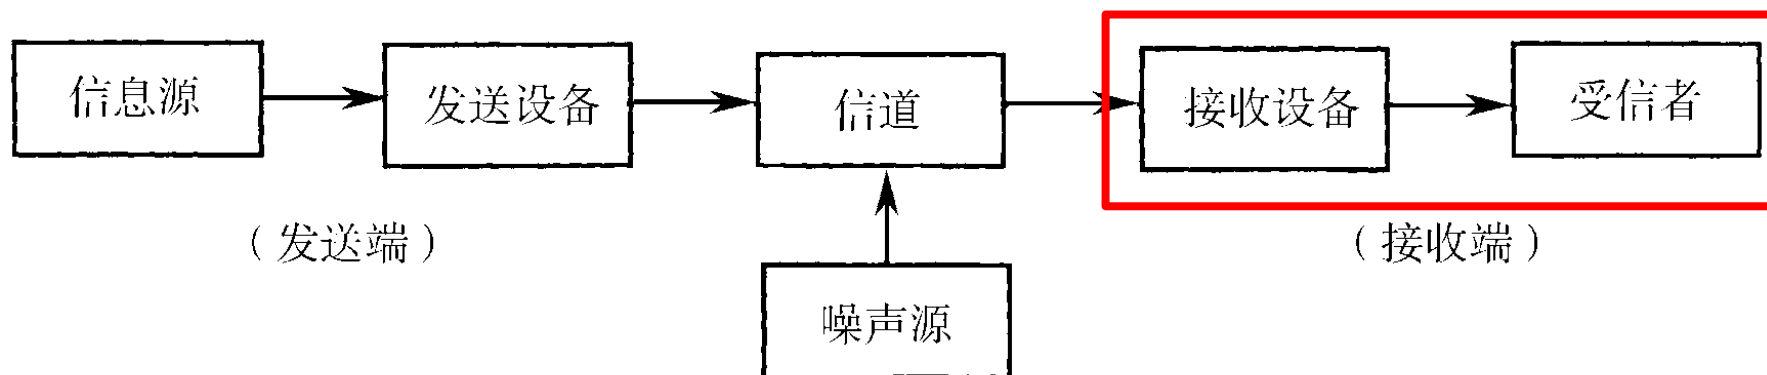 信息源
发送设备
信道
接收设备
受信者
（发送端）
（接收端）
噪声源